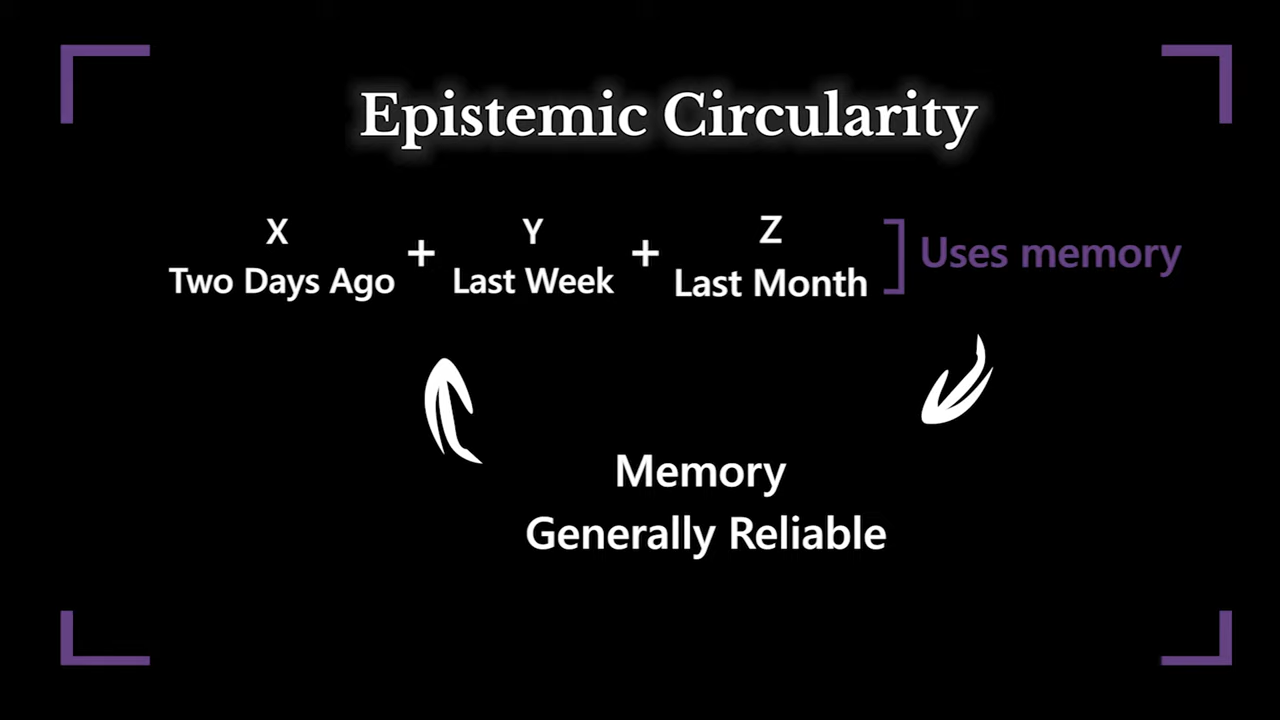 Epistemic Circularity
X + Y + Z
Two Days Ago Last Week Last Month
Uses memory
Memory
Generally Reliable